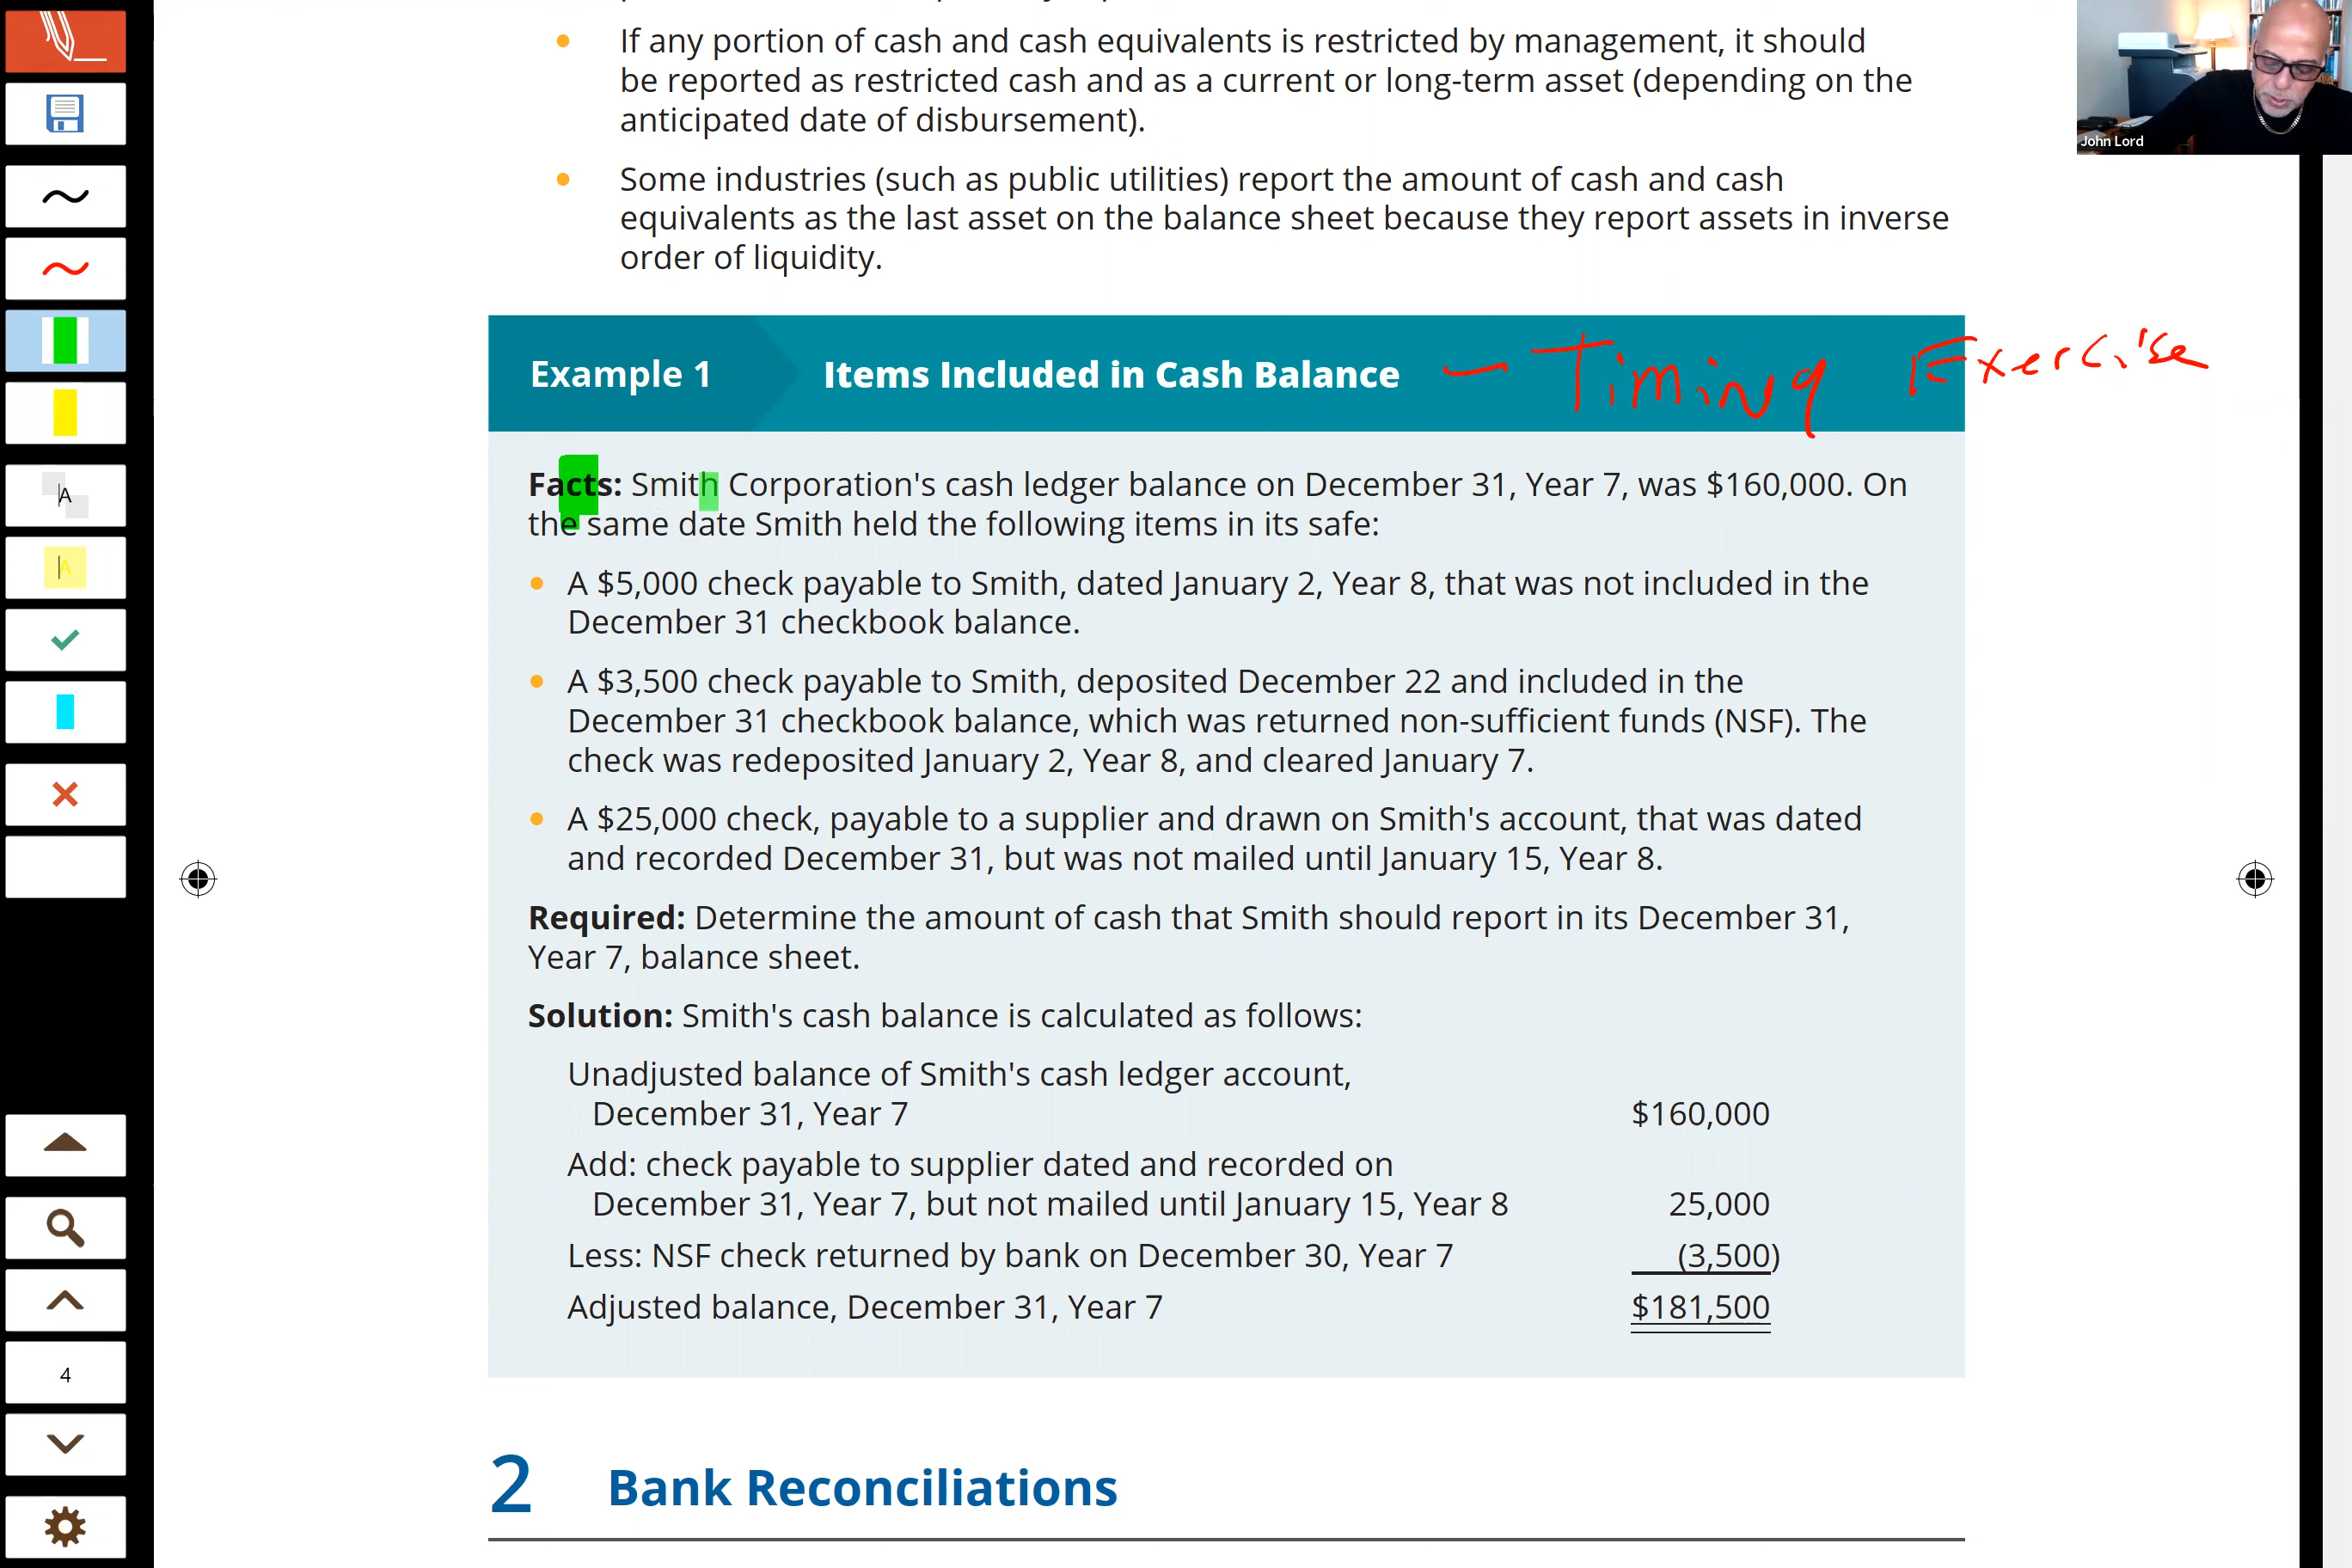 If any portion of cash and cash equivalents is restricted by management, it should
be reported as restricted cash and as a current or long-term asset (depending on the
anticipated date of disbursement).
John Lord
Some industries (such as public utilities) report the amount of cash and cash
equivalents as the last asset on the balance sheet because they report assets in inverse
order of liquidity.
Example 1 Items Included in Cash Balance — Timing Exercise
Facts: Smith Corporation's cash ledger balance on December 31, Year 7, was $160,000. On
the same date Smith held the following items in its safe:
A $5,000 check payable to Smith, dated January 2, Year 8, that was not included in the
December 31 checkbook balance.
A $3,500 check payable to Smith, deposited December 22 and included in the
December 31 checkbook balance, which was returned non-sufficient funds (NSF). The
check was redeposited January 2, Year 8, and cleared January 7.
A $25,000 check, payable to a supplier and drawn on Smith's account, that was dated
and recorded December 31, but was not mailed until January 15, Year 8.
Required: Determine the amount of cash that Smith should report in its December 31,
Year 7, balance sheet.
Solution: Smith's cash balance is calculated as follows:
Unadjusted balance of Smith's cash ledger account,
December 31, Year 7 $160,000
Add: check payable to supplier dated and recorded on
December 31, Year 7, but not mailed until January 15, Year 8 25,000
Less: NSF check returned by bank on December 30, Year 7 (3,500)
Adjusted balance, December 31, Year 7 $181,500
2 Bank Reconciliations
A
A
4